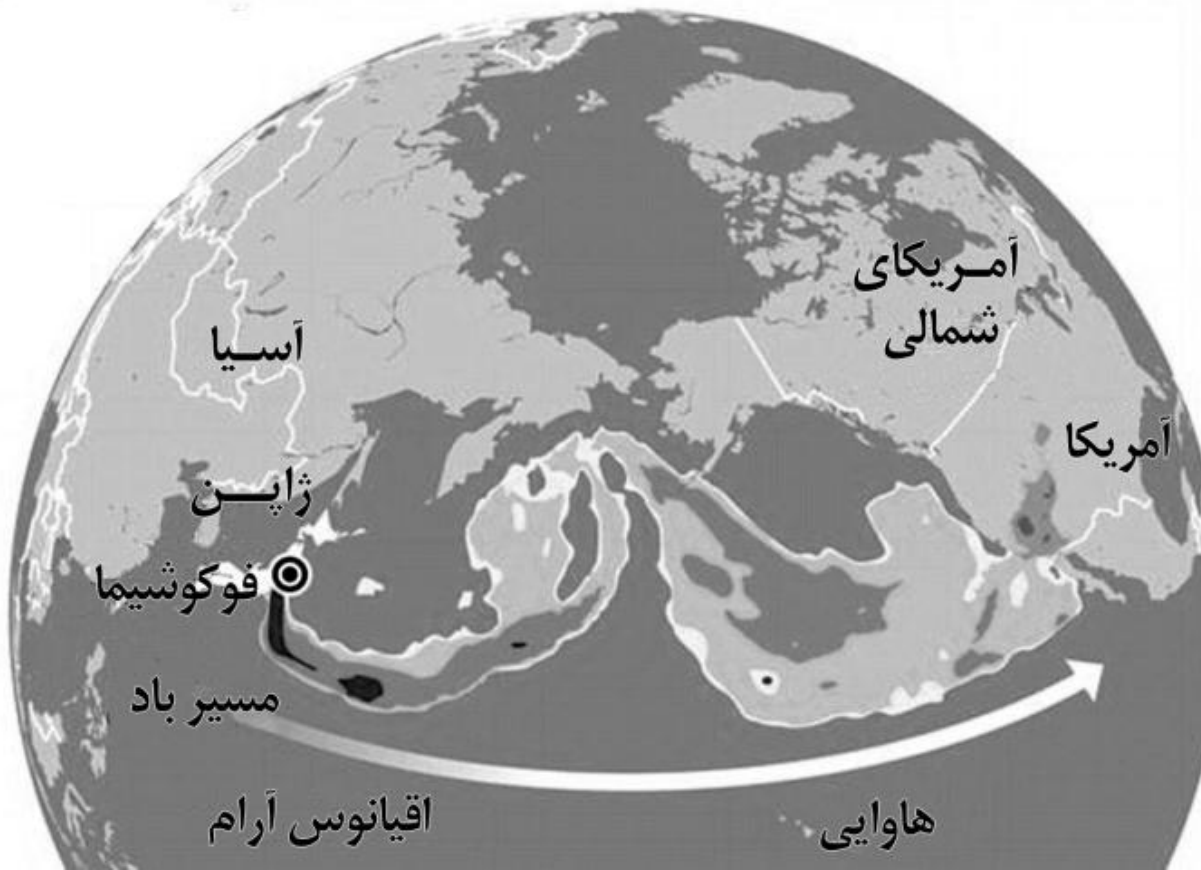 آمریکای
شمالی
آسیا
آمریکا
ژاپن
فوکوشیما
مسیر باد
اقیانوس آرام
هاوایی